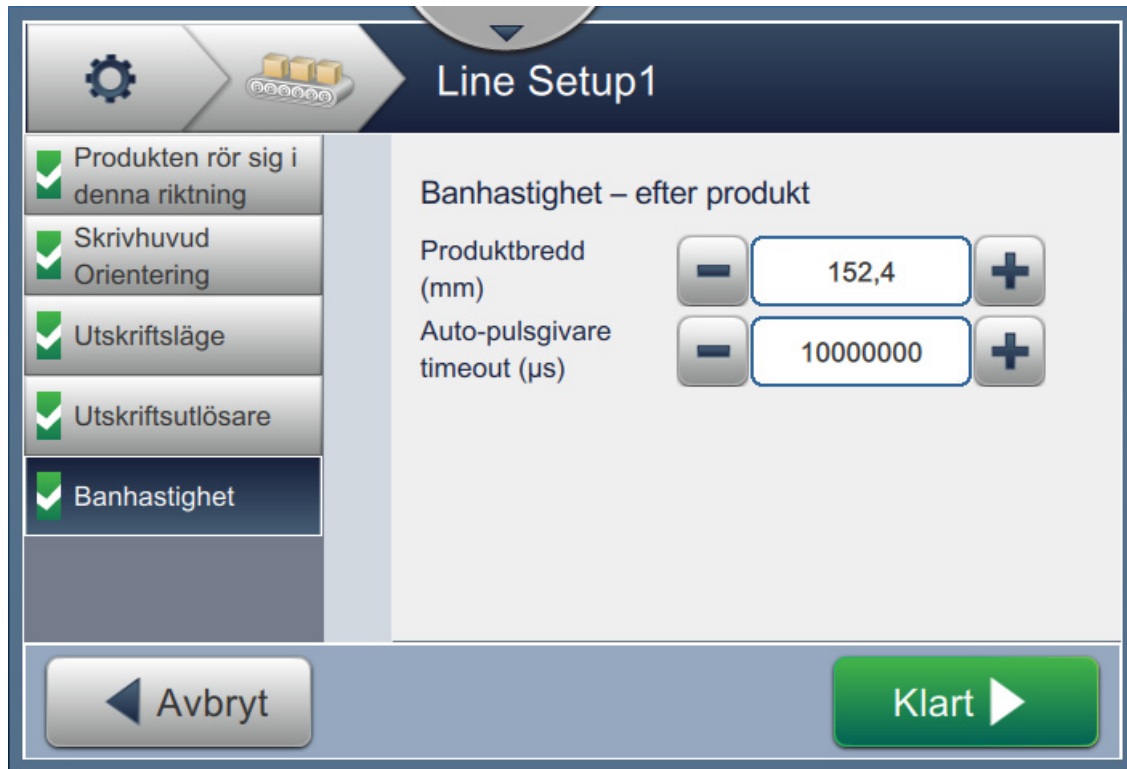 Line Setup1
Produkten rör sig i
denna riktning
Skrivhuvud
Orientering
Utskriftsläge
Utskriftsutlösare
Banhastighet
Banhastighet – efter produkt
Produktbredd
(mm)
152,4
Auto-pulsgivare
timeout (µs)
10000000
Avbryt
Klart